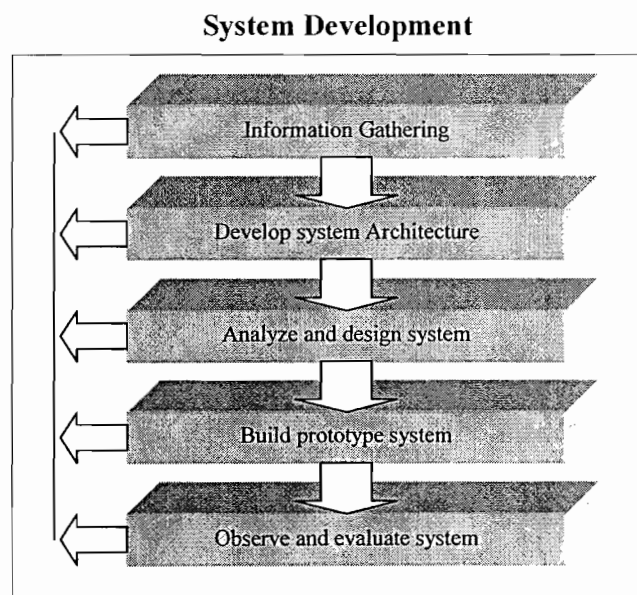 System Development
Information Gathering
Develop system Architecture
Analyze and design system
Build prototype system
Observe and evaluate system